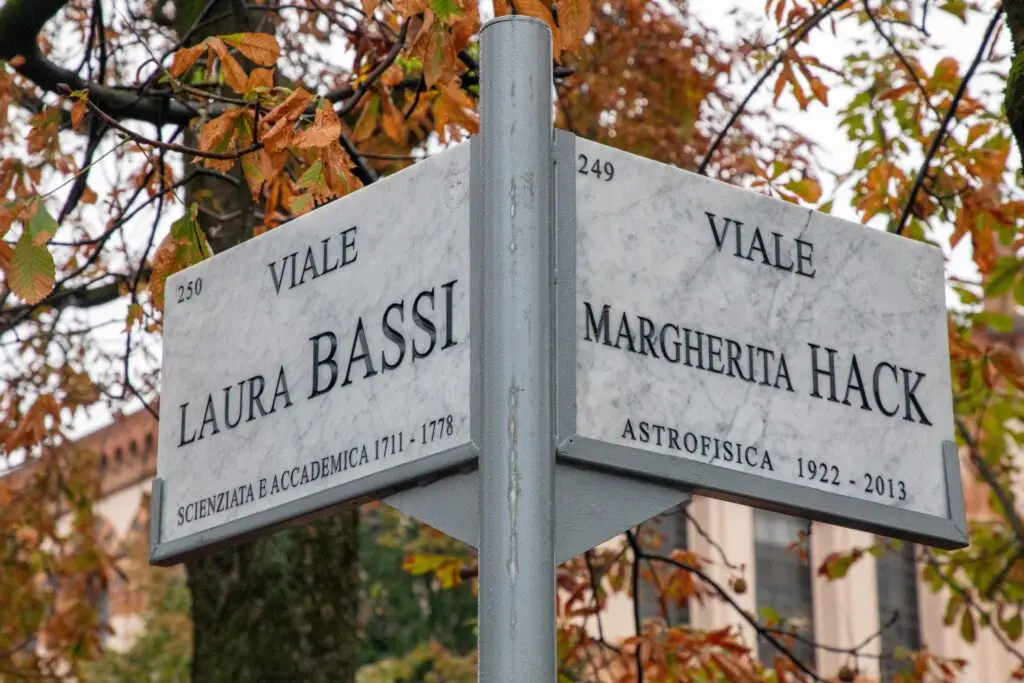 250
VIALE
LAURA BASSI
SCIENZIATA E ACCADEMICA 1711 - 1778
249
VIALE
MARGHERITA HACK
ASTROFISICA 1922 - 2013